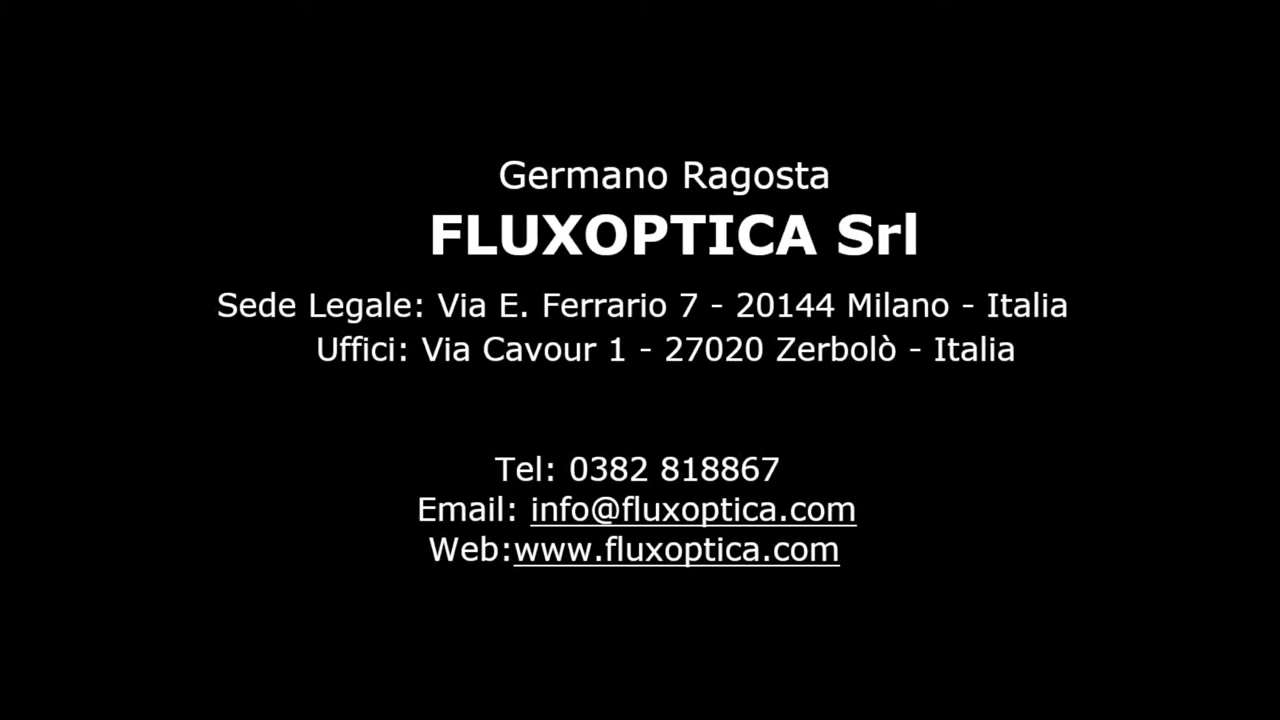 Germano Ragosta
FLUXOPTICA Srl
Sede Legale: Via E. Ferrario 7 - 20144 Milano - Italia
Uffici: Via Cavour 1 - 27020 Zerbolò - Italia
Tel: 0382 818867
Email: info@fluxoptica.com
Web:www.fluxoptica.com